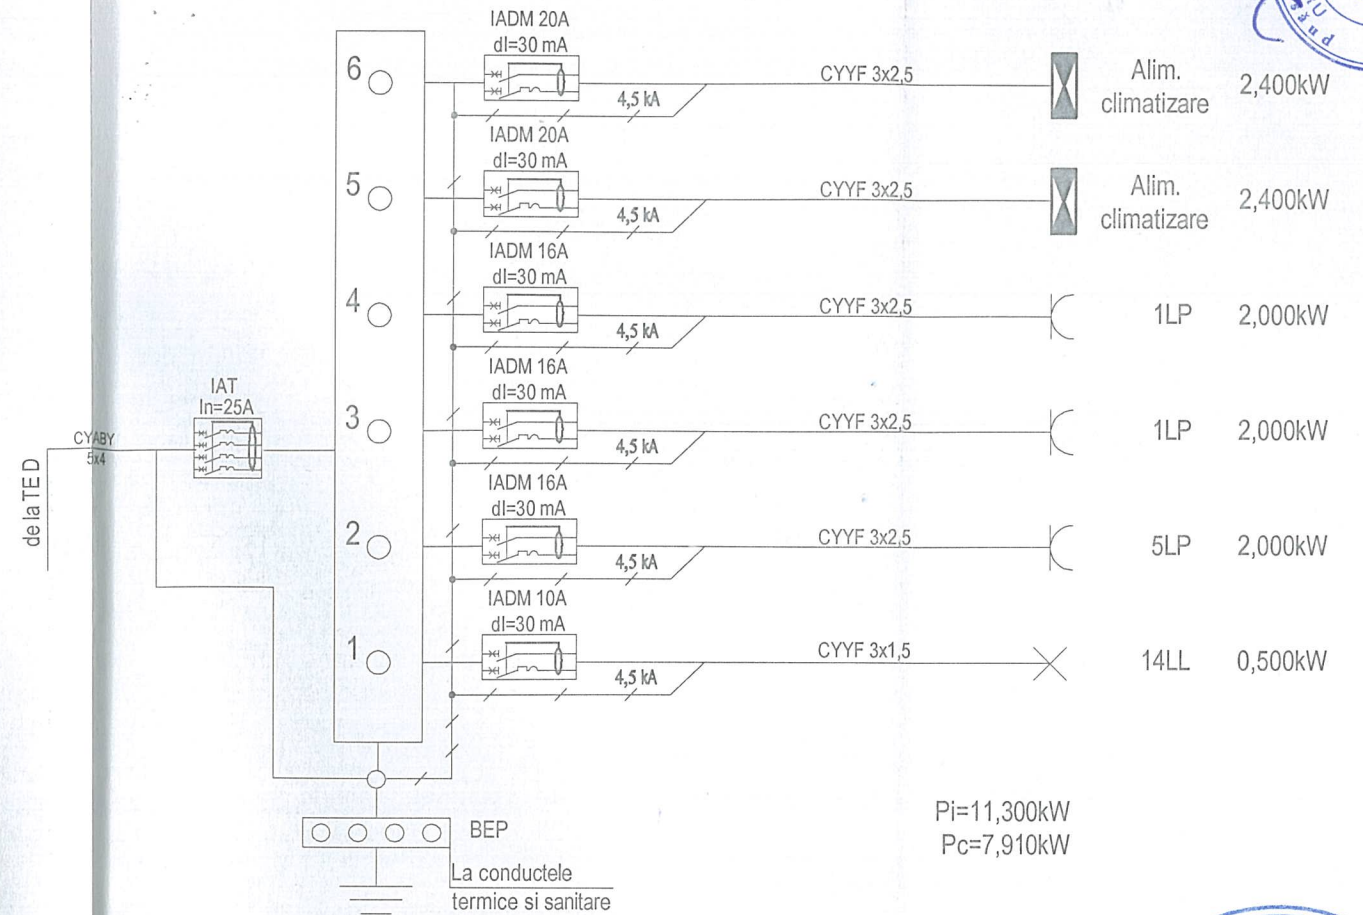 IADM 20A
dI=30 mA
6
4,5 kA
CYYF 3x2,5
Alim.
climatizare
2,400kW
IADM 20A
dI=30 mA
5
4,5 kA
CYYF 3x2,5
Alim.
climatizare
2,400kW
IADM 16A
dI=30 mA
4
4,5 kA
CYYF 3x2,5
1LP
2,000kW
IADM 16A
dI=30 mA
3
4,5 kA
CYYF 3x2,5
1LP
2,000kW
IAT
In=25A
CYABY
5x4
de la TED
IADM 16A
dI=30 mA
2
4,5 kA
CYYF 3x2,5
5LP
2,000kW
IADM 10A
dI=30 mA
1
4,5 kA
CYYF 3x1,5
14LL
0,500kW
Pi=11,300kW
Pc=7,910kW
BEP
La conductele
termice si sanitare